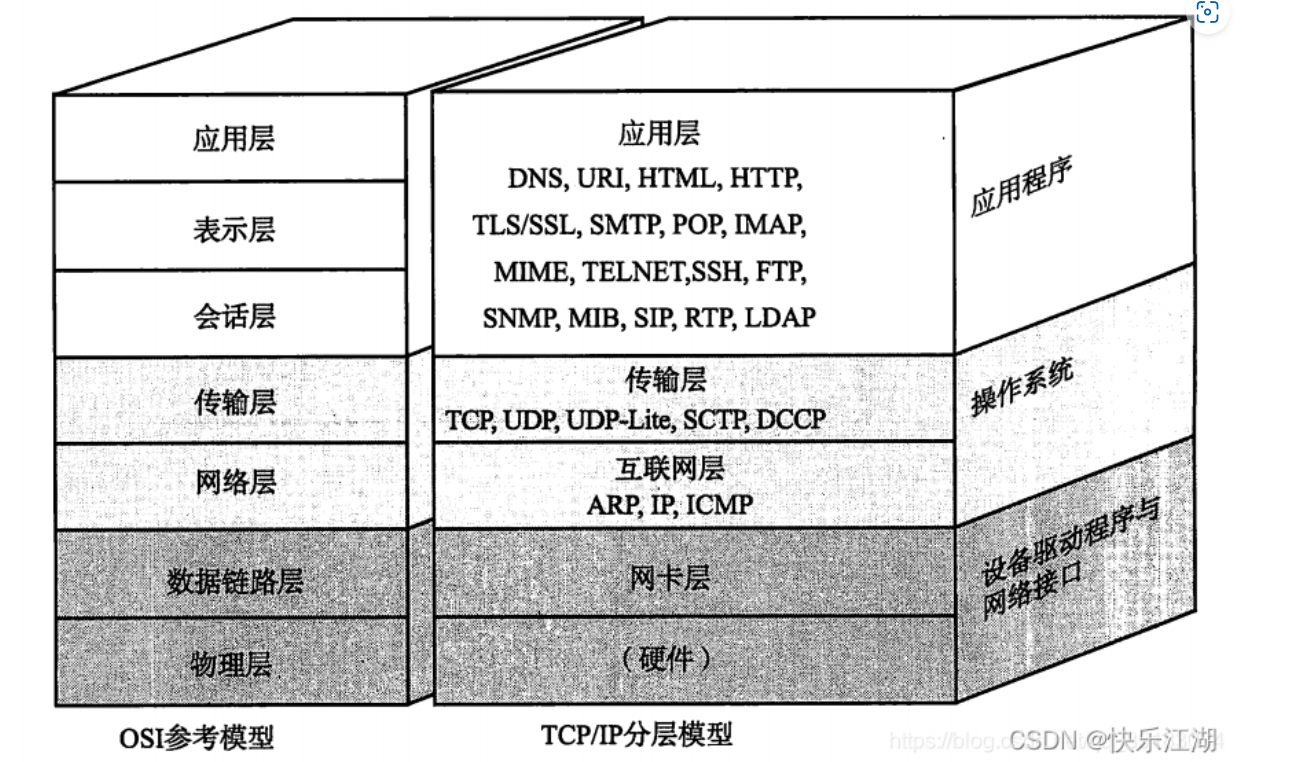 应用层
表示层
会话层
传输层
网络层
数据链路层
物理层
OSI参考模型
应用层
DNS, URI, HTML, HTTP,
TLS/SSL, SMTP, POP, IMAP,
MIME, TELNET,SSH, FTP,
SNMP, MIB, SIP, RTP, LDAP
传输层
TCP, UDP, UDP-Lite, SCTP, DCCP
互联网层
ARP, IP, ICMP
网卡层
(硬件)
TCP/IP分层模型
应用程序
操作系统
设备驱动程序与
网络接口
https://blog.c
CSDN @快乐江湖